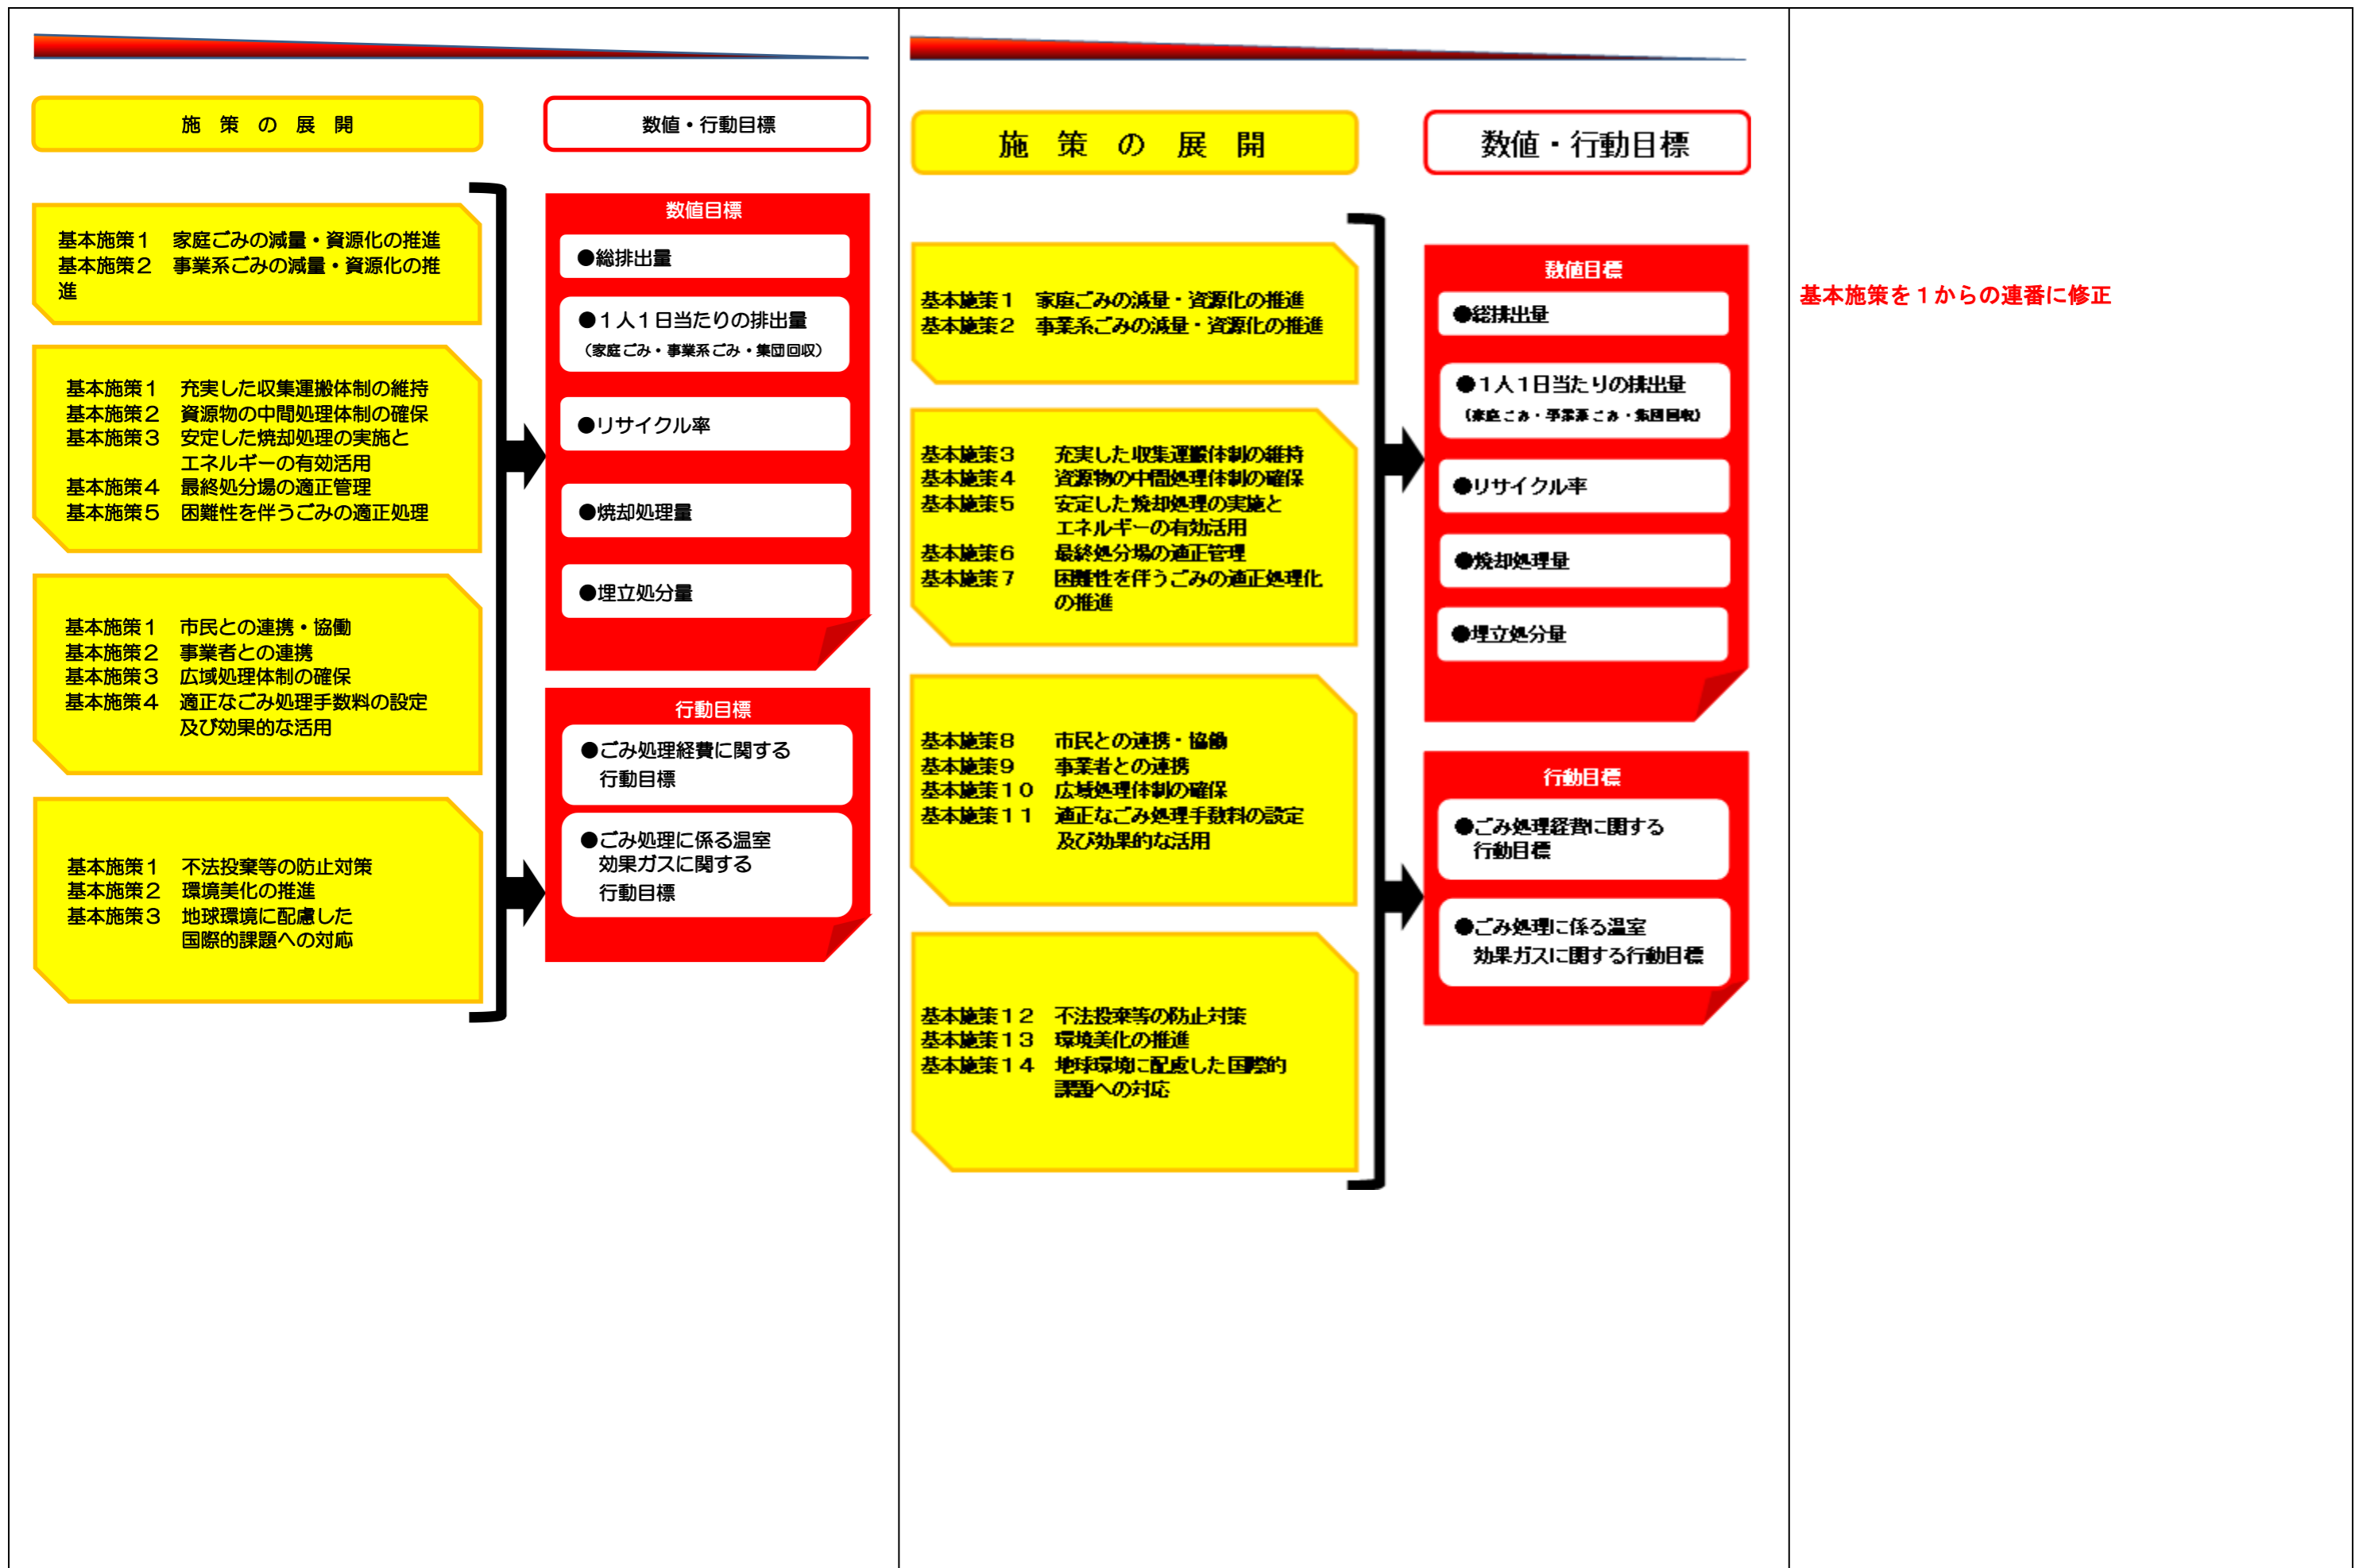 施 策 の 展 開
数値・行動目標
基本施策１ 家庭ごみの減量・資源化の推進
基本施策２ 事業系ごみの減量・資源化の推
進
基本施策１ 充実した収集運搬体制の維持
基本施策２ 資源物の中間処理体制の確保
基本施策３ 安定した焼却処理の実施と
エネルギーの有効活用
基本施策４ 最終処分場の適正管理
基本施策５ 困難性を伴うごみの適正処理
基本施策１ 市民との連携・協働
基本施策２ 事業者との連携
基本施策３ 広域処理体制の確保
基本施策４ 適正なごみ処理手数料の設定
及び効果的な活用
基本施策１ 不法投棄等の防止対策
基本施策２ 環境美化の推進
基本施策３ 地球環境に配慮した
国際的課題への対応
数値目標
●総排出量
●１人１日当たりの排出量
（家庭ごみ・事業系ごみ・集団回収）
●リサイクル率
●焼却処理量
●埋立処分量
行動目標
●ごみ処理経費に関する
行動目標
●ごみ処理に係る温室
効果ガスに関する
行動目標
施 策 の 展 開
数値・行動目標
基本施策１ 家庭ごみの減量・資源化の推進
基本施策２ 事業系ごみの減量・資源化の推進
基本施策３ 充実した収集運搬体制の維持
基本施策４ 資源物の中間処理体制の確保
基本施策５ 安定した焼却処理の実施と
エネルギーの有効活用
基本施策６ 最終処分場の適正管理
基本施策７ 困難性を伴うごみの適正処理化
の推進
基本施策８ 市民との連携・協働
基本施策９ 事業者との連携
基本施策１０ 広域処理体制の確保
基本施策１１ 適正なごみ処理手数料の設定
及び効果的な活用
基本施策１２ 不法投棄等の防止対策
基本施策１３ 環境美化の推進
基本施策１４ 地球環境に配慮した国際的
課題への対応
数値目標
●総排出量
●１人１日当たりの排出量
（家庭ごみ・事業系ごみ・集団回収）
●リサイクル率
●焼却処理量
●埋立処分量
行動目標
●ごみ処理経費に関する
行動目標
●ごみ処理に係る温室
効果ガスに関する行動目標
基本施策を１からの連番に修正